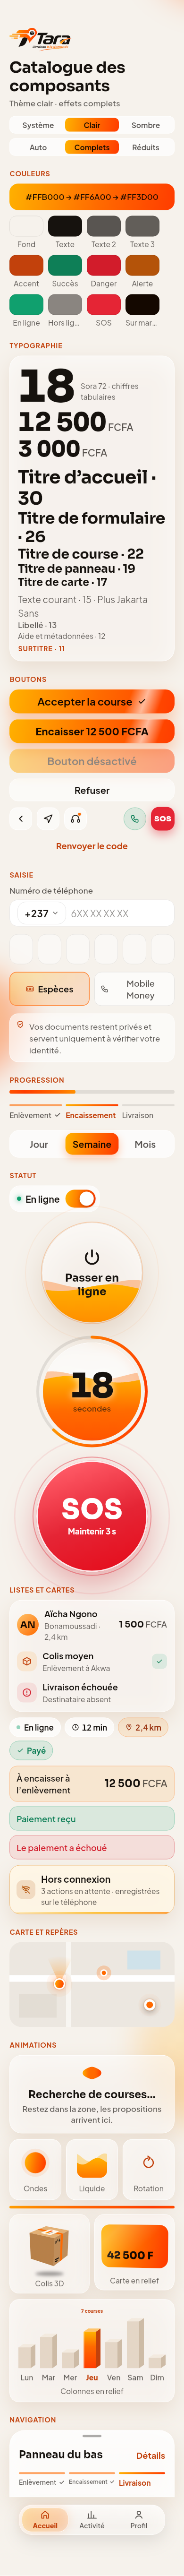 Tara
Catalogue des
composants
Thème clair · effets complets
Système Clair Sombre
Auto Complets Réduits
COULEURS
#FFB000 → #FF6A00 → #FF3D00
Fond Texte Texte 2 Texte 3
Accent Succès Danger Alerte
En ligne Hors lig... SOS Sur mar...
TYPOGRAPHIE
18 Sora 72 · chiffres
tabulaires
12 500 FCFA
3 000 FCFA
Titre d'accueil ·
30
Titre de formulaire
· 26
Titre de course · 22
Titre de panneau · 19
Titre de carte · 17
Texte courant · 15 · Plus Jakarta
Sans
Libellé · 13
Aide et métadonnées · 12
SURTITRE · 11
BOUTONS
Accepter la course
Encaisser 12 500 FCFA
Bouton désactivé
Refuser
SOS
Renvoyer le code
SAISIE
Numéro de téléphone
+237 6XX XX XX XX
Espèces
Mobile
Money
Vos documents restent privés et
servent uniquement à vérifier votre
identité.
PROGRESSION
Enlèvement Encaissement Livraison
Jour Semaine Mois
STATUT
En ligne
Passer en
ligne
18
secondes
SOS
Maintenir 3 s
LISTES ET CARTES
AN
Aïcha Ngono
Bonamoussadi ·
2,4 km
1 500 FCFA
Colis moyen
Enlèvement à Akwa
Livraison échouée
Destinataire absent
En ligne 12 min 2,4 km
Payé
À encaisser à
l'enlèvement
12 500 FCFA
Paiement reçu
Le paiement a échoué
Hors connexion
3 actions en attente · enregistrées
sur le téléphone
CARTE ET REPÈRES
ANIMATIONS
Recherche de courses...
Restez dans la zone, les propositions
arrivent ici.
Ondes Liquide Rotation
42 500 F
Colis 3D Carte en relief
7 courses
Lun Mar Mer Jeu Ven Sam Dim
Colonnes en relief
NAVIGATION
Panneau du bas Détails
Enlèvement Encaissement Livraison
Accueil Activité Profil